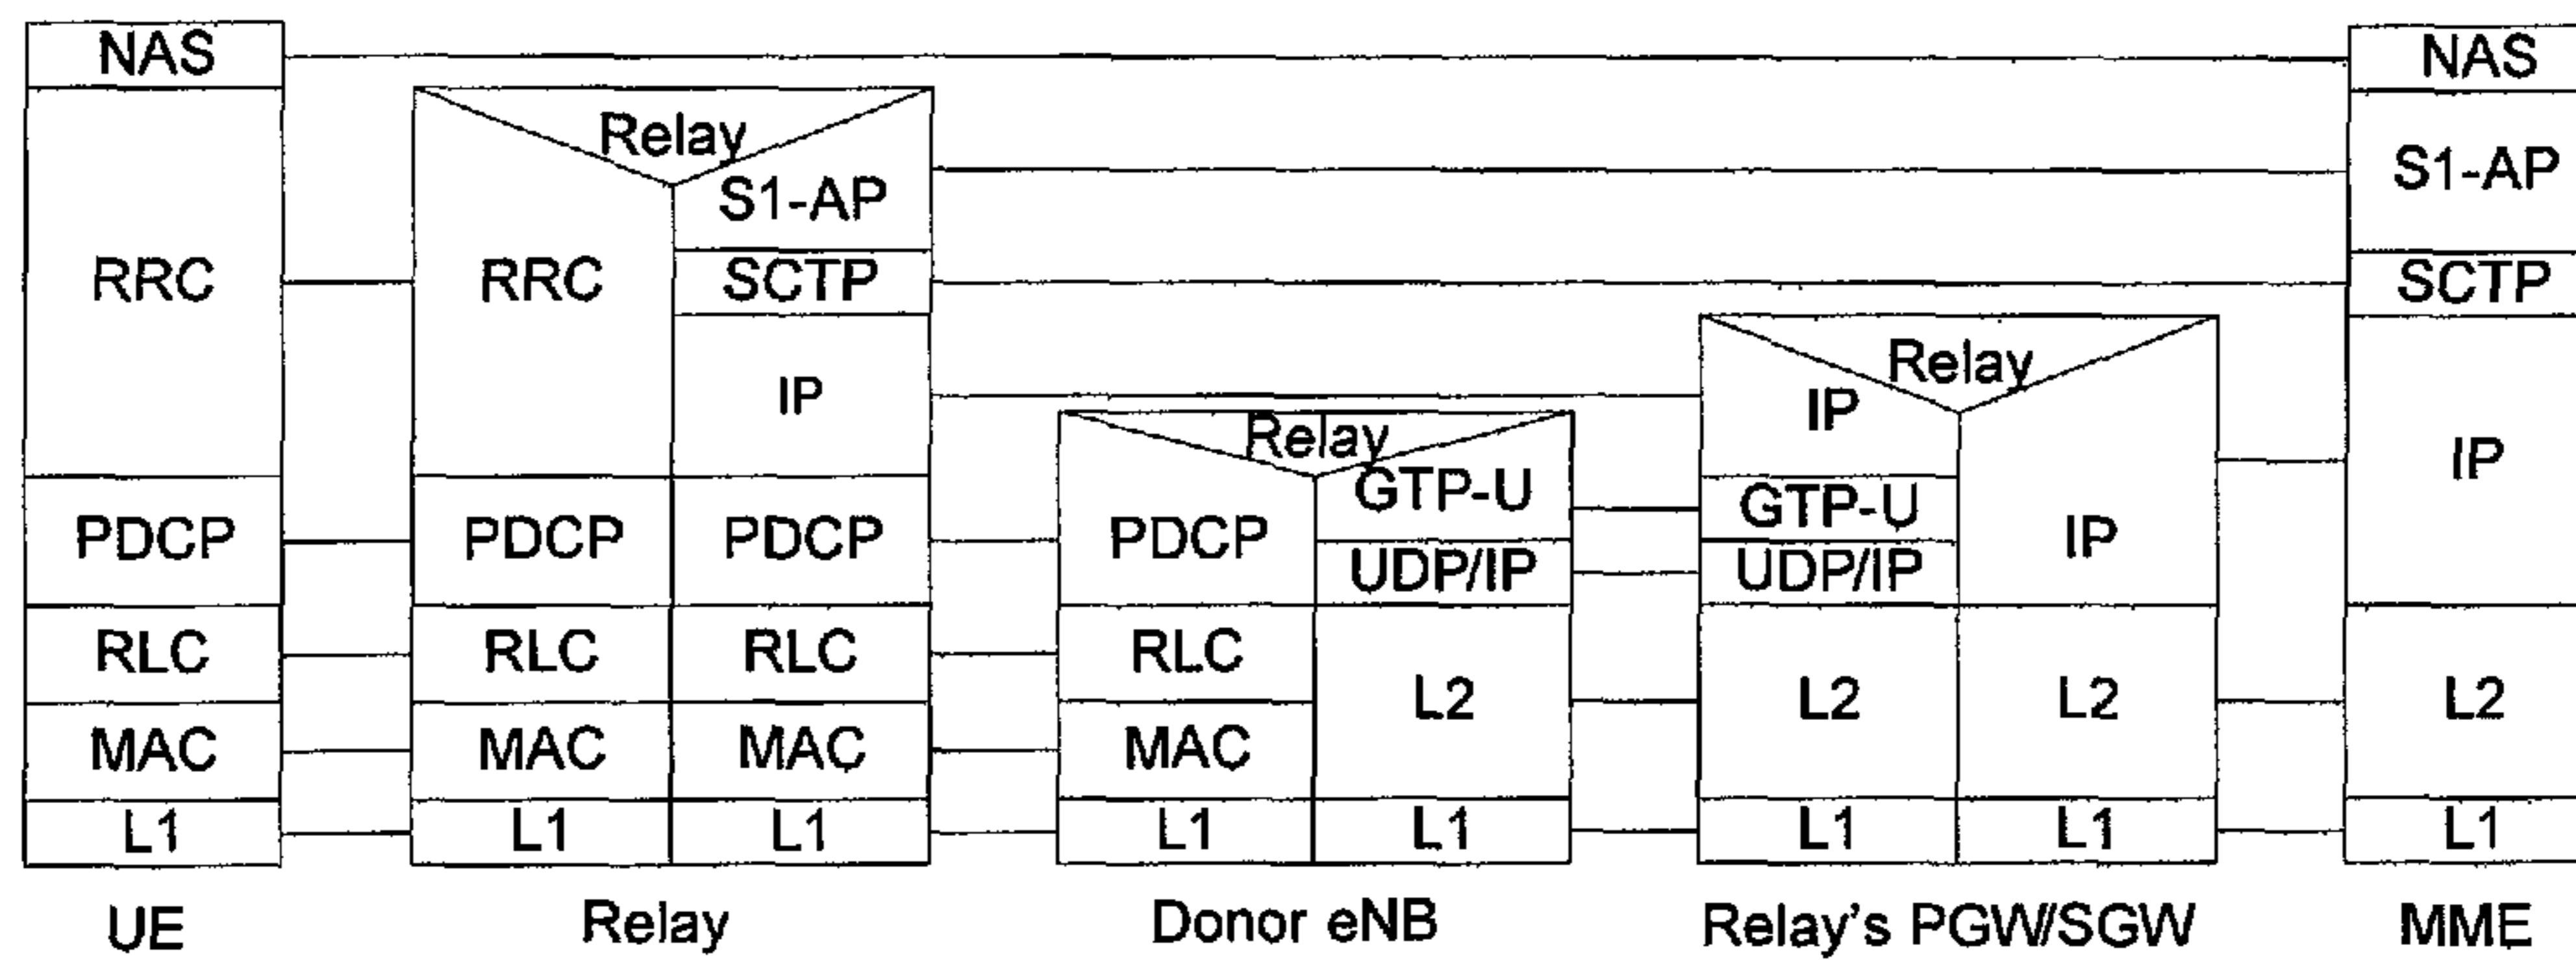 NAS
RRC
PDCP
RLC
MAC
L1
UE
Relay
RRC
PDCP
RLC
MAC
L1
S1-AP
SCTP
IP
PDCP
RLC
MAC
L1
Relay
Relay
PDCP
RLC
MAC
L1
GTP-U
UDP/IP
L2
L1
Donor eNB
Relay
IP
GTP-U
UDP/IP
L2
L1
IP
L2
L1
Relay's PGW/SGW
NAS
S1-AP
SCTP
IP
L2
L1
MME